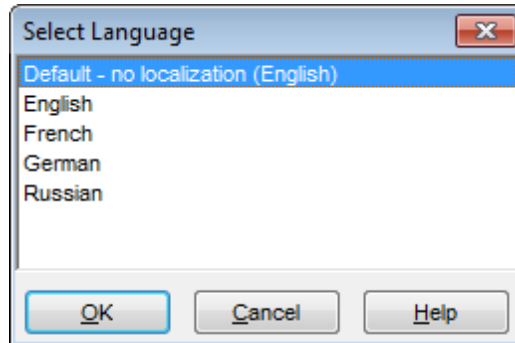 Select Language
Default - no localization (English)
English
French
German
Russian
OK Cancel Help